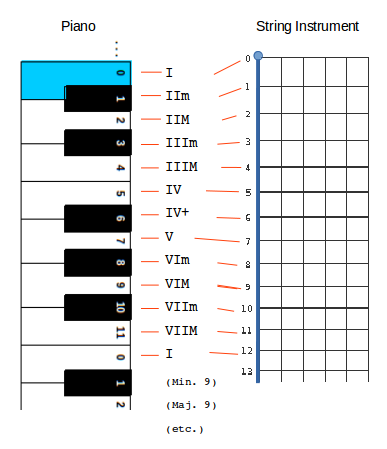 Piano String Instrument
...
0 I 0
1 IIm 1
2 IIM 2
3 IIIm 3
4 IIIM 4
5 IV 5
6 IV+ 6
7 V 7
8 VIm 8
9 VIM 9
10 VIIm 10
11 VIIM 11
0 I 12
1 (Min. 9) 13
2 (Maj. 9)
(etc.)